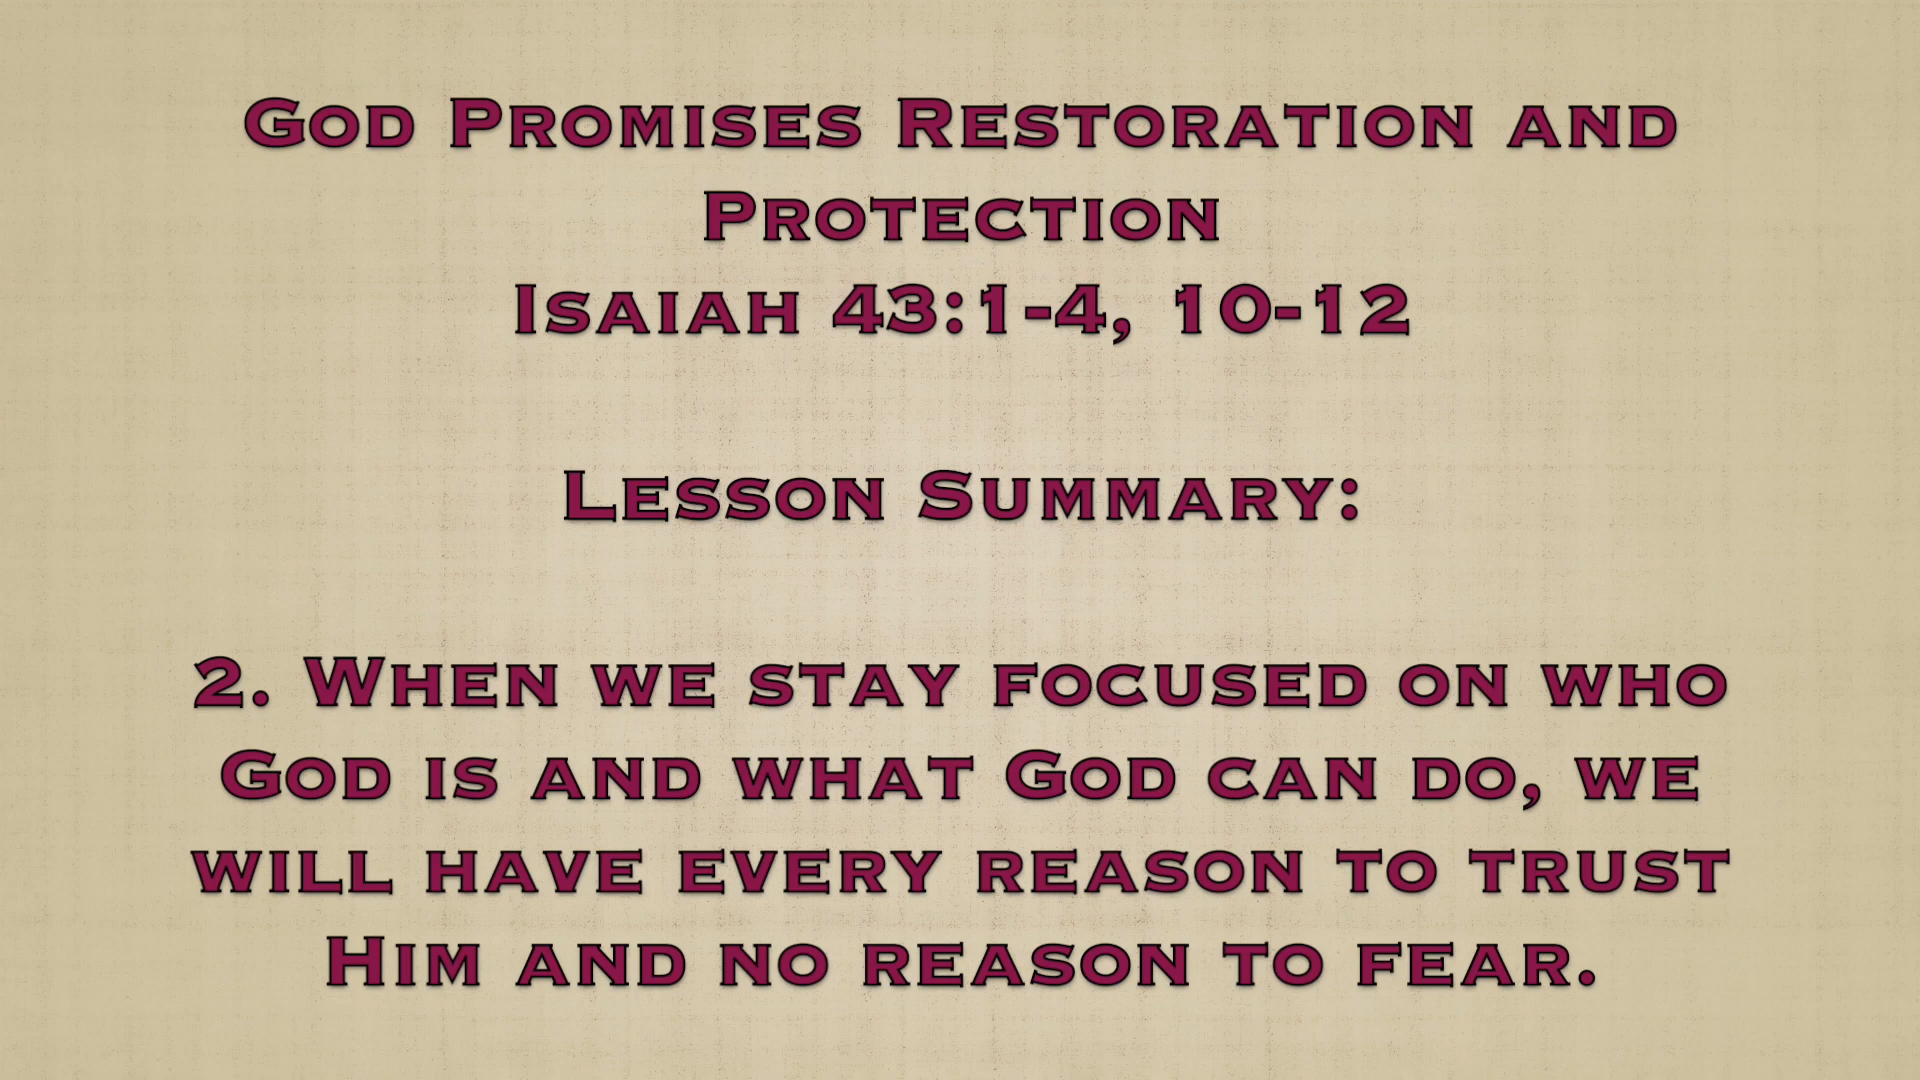 God Promises Restoration and
Protection
Isaiah 43:1-4, 10-12
Lesson Summary:
2. When we stay focused on who
God is and what God can do, we
will have every reason to trust
Him and no reason to fear.